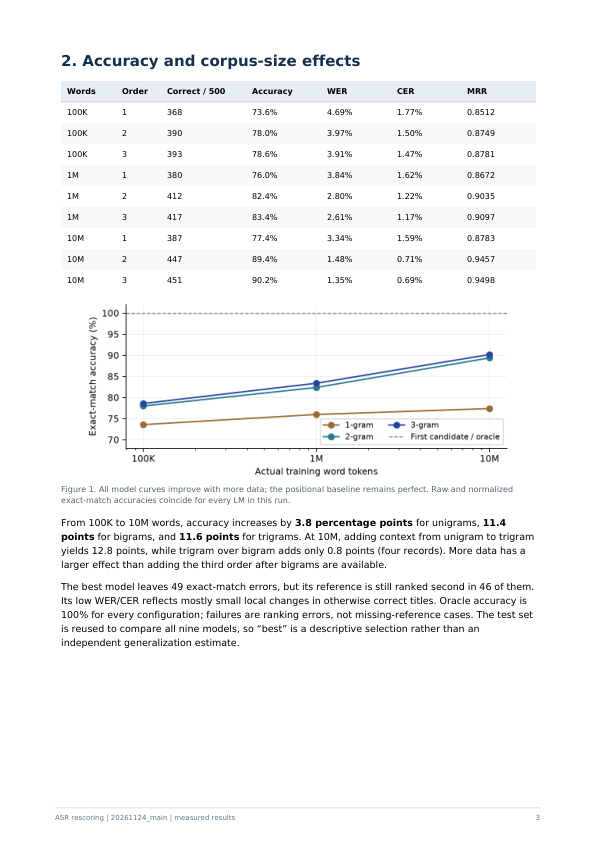 2. Accuracy and corpus-size effects
Words Order Correct / 500 Accuracy WER CER MRR
100K 1 368 73.6% 4.69% 1.77% 0.8512
100K 2 390 78.0% 3.97% 1.50% 0.8749
100K 3 393 78.6% 3.91% 1.47% 0.8781
1M 1 380 76.0% 3.84% 1.62% 0.8672
1M 2 412 82.4% 2.80% 1.22% 0.9035
1M 3 417 83.4% 2.61% 1.17% 0.9097
10M 1 387 77.4% 3.34% 1.59% 0.8783
10M 2 447 89.4% 1.48% 0.71% 0.9457
10M 3 451 90.2% 1.35% 0.69% 0.9498
Exact-match accuracy (%)
100
95
90
85
80
75
70
1-gram 3-gram
2-gram First candidate / oracle
100K 1M 10M
Actual training word tokens
Figure 1. All model curves improve with more data; the positional baseline remains perfect. Raw and normalized
exact-match accuracies coincide for every LM in this run.
From 100K to 10M words, accuracy increases by 3.8 percentage points for unigrams, 11.4
points for bigrams, and 11.6 points for trigrams. At 10M, adding context from unigram to trigram
yields 12.8 points, while trigram over bigram adds only 0.8 points (four records). More data has a
larger effect than adding the third order after bigrams are available.
The best model leaves 49 exact-match errors, but its reference is still ranked second in 46 of them.
Its low WER/CER reflects mostly small local changes in otherwise correct titles. Oracle accuracy is
100% for every configuration; failures are ranking errors, not missing-reference cases. The test set
is reused to compare all nine models, so “best” is a descriptive selection rather than an
independent generalization estimate.
ASR rescoring | 20261124_main | measured results 3